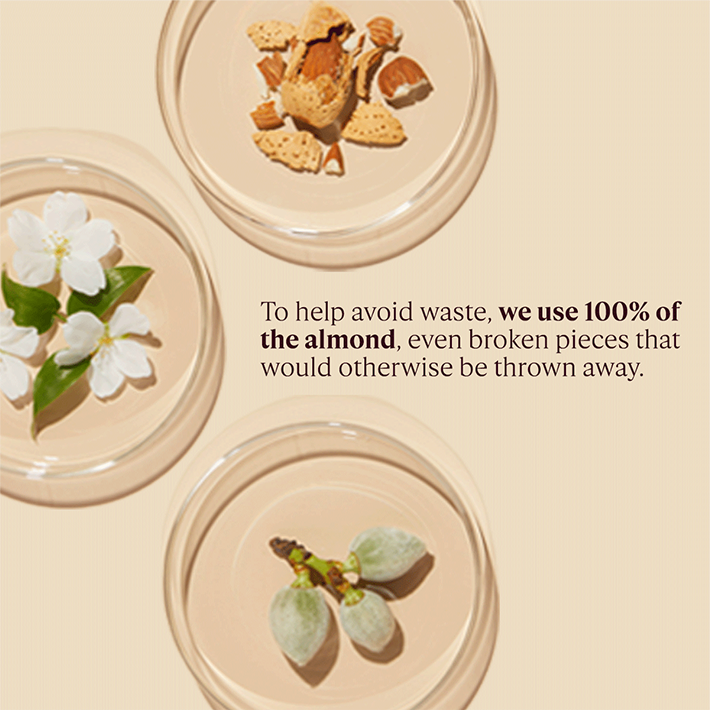 To help avoid waste, we use 100% of
the almond, even broken pieces that
would otherwise be thrown away.